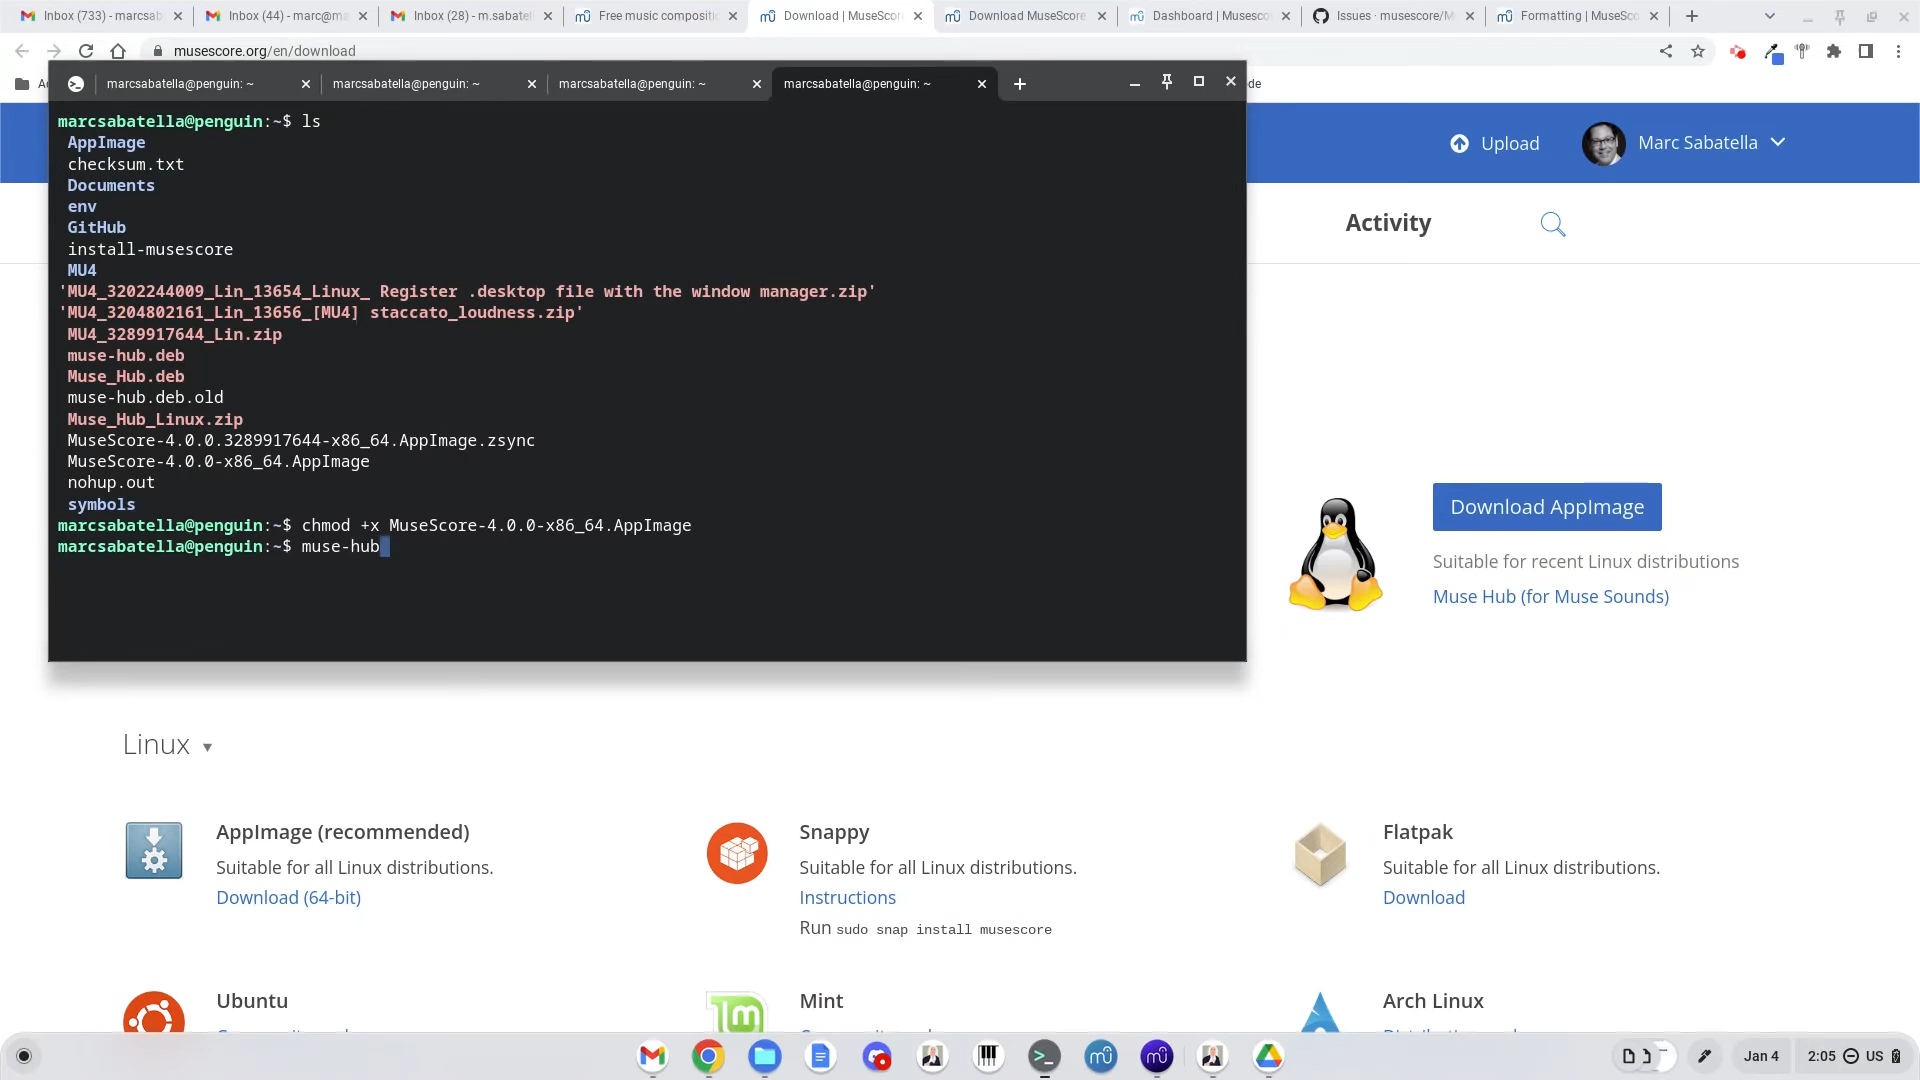 Inbox (733) - marcsab
Inbox (44) - marc@ma
Inbox (28) - m.sabatel
Free music compositi
Download | MuseScor
Download MuseScore
Dashboard | Musesco
Issues · musescore/M
Formatting | MuseSco
musescore.org/en/download
marcsabatella@penguin: ~
marcsabatella@penguin: ~
marcsabatella@penguin: ~
marcsabatella@penguin: ~
de
marcsabatella@penguin:~$ ls
AppImage
checksum.txt
Documents
env
GitHub
install-musescore
MU4
'MU4_3202244009_Lin_13654_Linux_ Register .desktop file with the window manager.zip'
'MU4_3204802161_Lin_13656_[MU4] staccato_loudness.zip'
MU4_3289917644_Lin.zip
muse-hub.deb
Muse_Hub.deb
muse-hub.deb.old
Muse_Hub_Linux.zip
MuseScore-4.0.0.3289917644-x86_64.AppImage.zsync
MuseScore-4.0.0-x86_64.AppImage
nohup.out
symbols
marcsabatella@penguin:~$ chmod +x MuseScore-4.0.0-x86_64.AppImage
marcsabatella@penguin:~$ muse-hub
Upload
Marc Sabatella
Activity
Download AppImage
Suitable for recent Linux distributions
Muse Hub (for Muse Sounds)
Linux
AppImage (recommended)
Suitable for all Linux distributions.
Download (64-bit)
Snappy
Suitable for all Linux distributions.
Instructions
Run sudo snap install musescore
Flatpak
Suitable for all Linux distributions.
Download
Ubuntu
Mint
Arch Linux
Jan 4
2:05
US